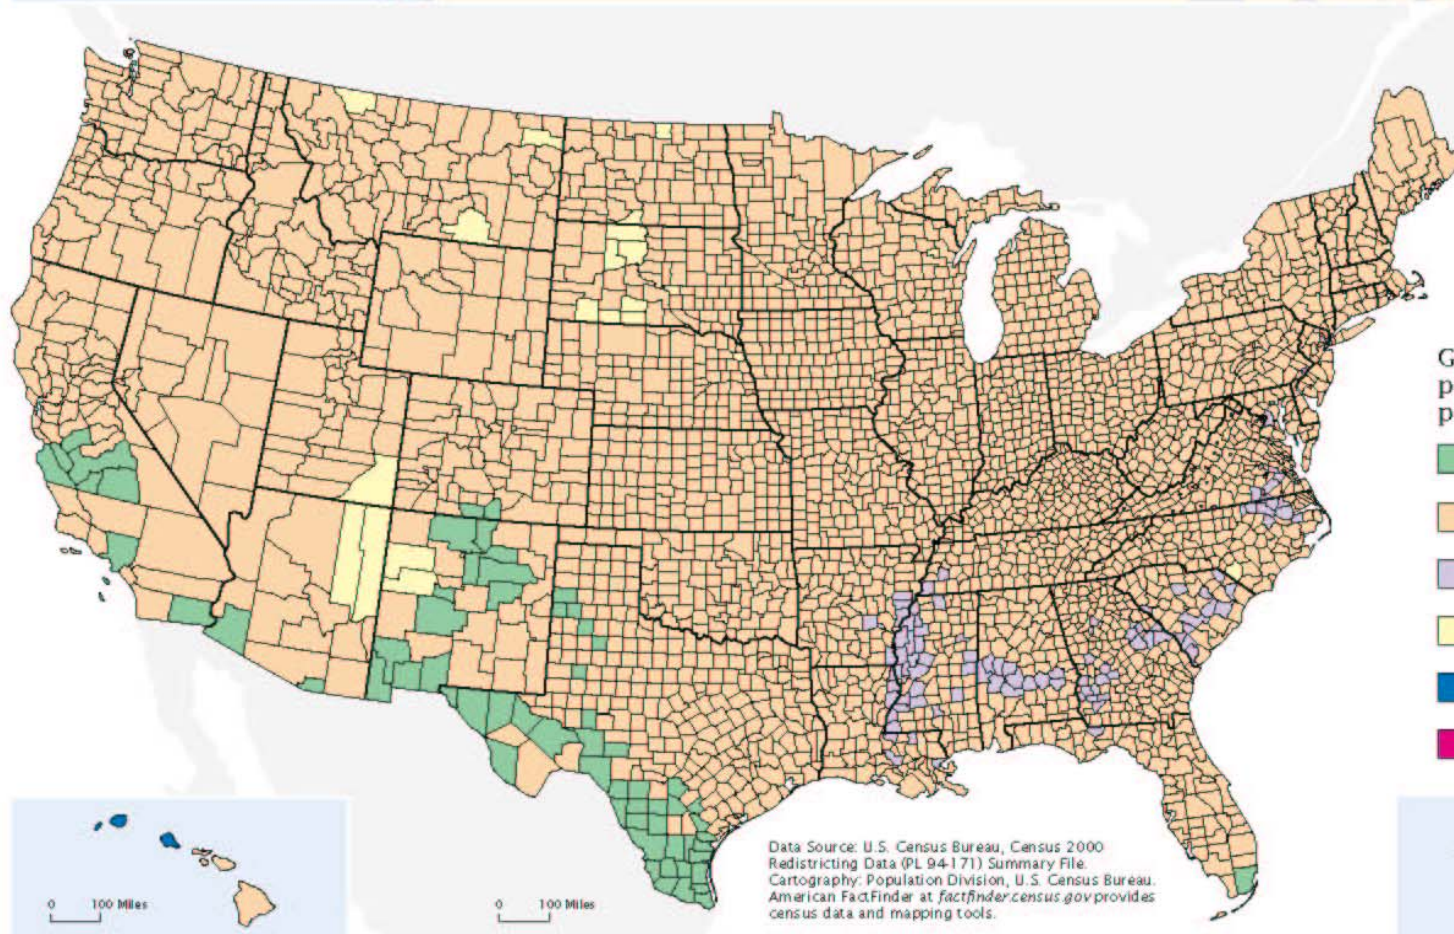 G
p
p
Data Source: U.S. Census Bureau, Census 2000
Redistricting Data (PL 94-171) Summary File.
Cartography: Population Division, U.S. Census Bureau.
American FactFinder at factfinder.census.gov provides
census data and mapping tools.
0 100 Miles
0 100 Miles